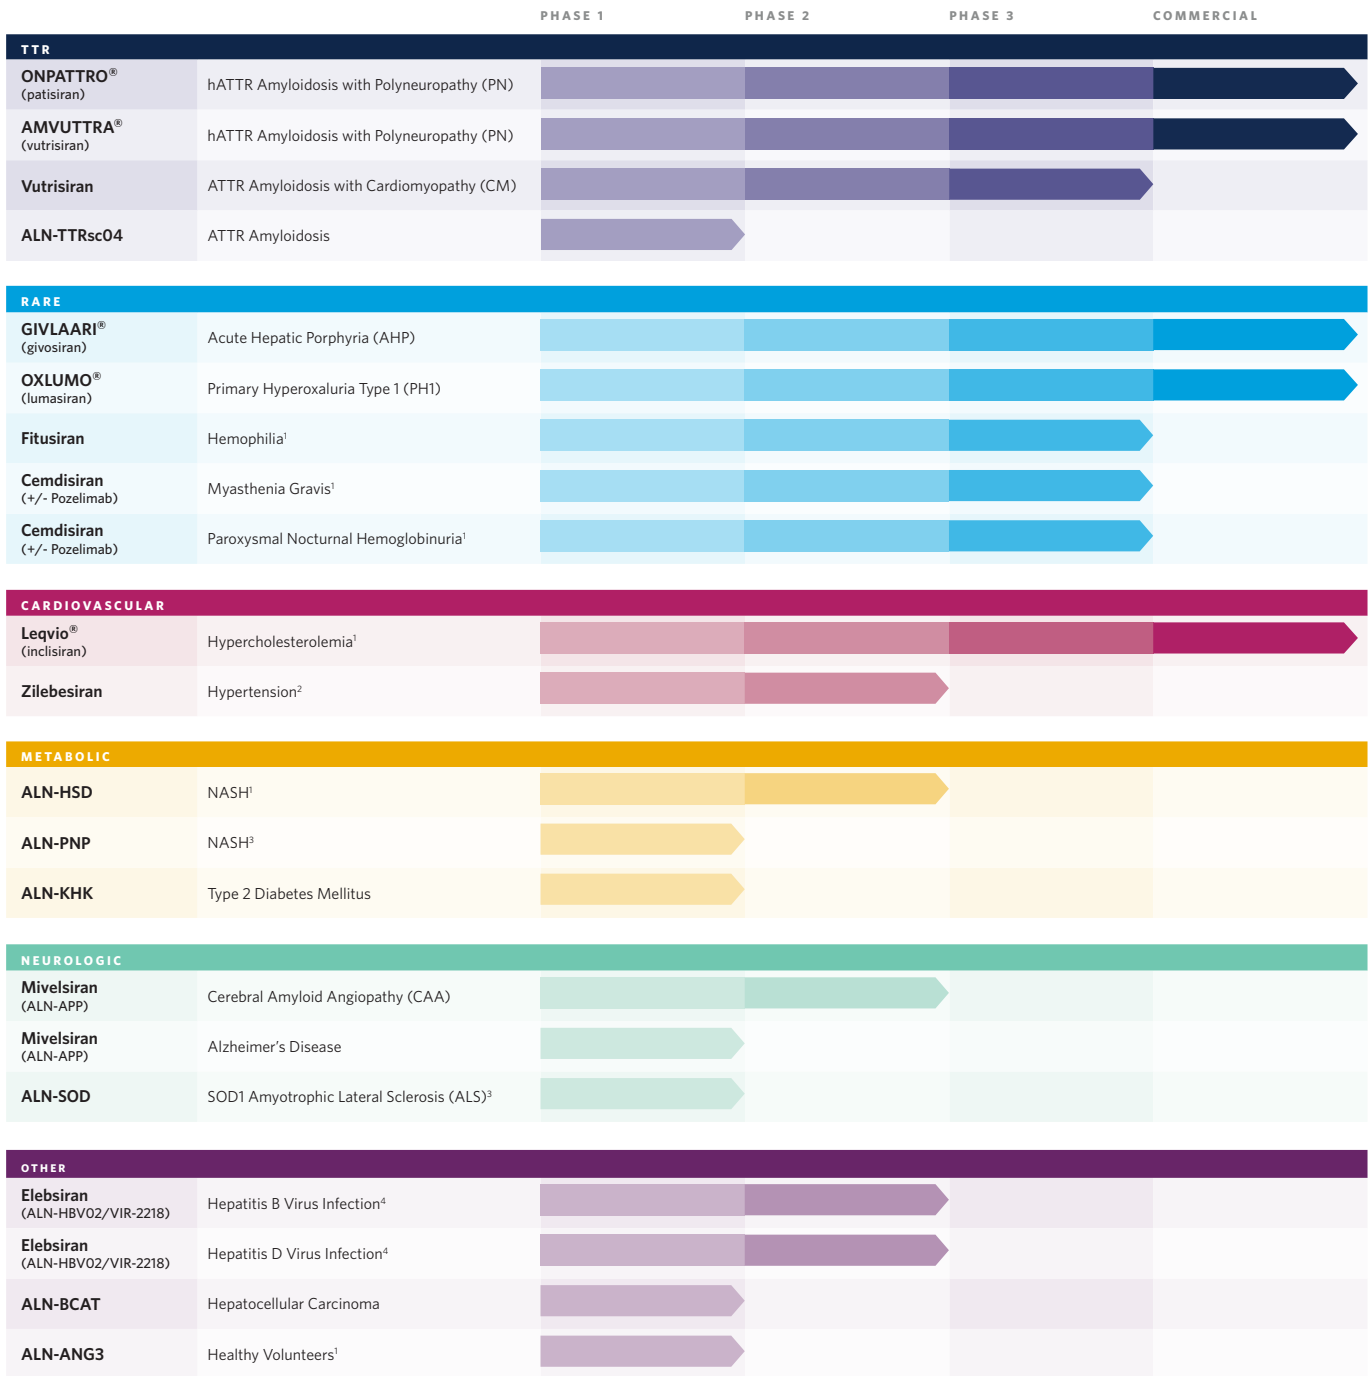 PHASE 1 PHASE 2 PHASE 3 COMMERCIAL
TTR
ONPATTRO®
(patisiran)
hATTR Amyloidosis with Polyneuropathy (PN)
AMVUTTRA®
(vutrisiran)
hATTR Amyloidosis with Polyneuropathy (PN)
Vutrisiran
ATTR Amyloidosis with Cardiomyopathy (CM)
ALN-TTRsc04
ATTR Amyloidosis
RARE
GIVLAARI®
(givosiran)
Acute Hepatic Porphyria (AHP)
OXLUMO®
(lumasiran)
Primary Hyperoxaluria Type 1 (PH1)
Fitusiran
Hemophilia¹
Cemdisiran
(+/- Pozelimab)
Myasthenia Gravis¹
Cemdisiran
(+/- Pozelimab)
Paroxysmal Nocturnal Hemoglobinuria¹
CARDIOVASCULAR
Leqvio®
(inclisiran)
Hypercholesterolemia¹
Zilebesiran
Hypertension²
METABOLIC
ALN-HSD
NASH¹
ALN-PNP
NASH³
ALN-KHK
Type 2 Diabetes Mellitus
NEUROLOGIC
Mivelsiran
(ALN-APP)
Cerebral Amyloid Angiopathy (CAA)
Mivelsiran
(ALN-APP)
Alzheimer's Disease
ALN-SOD
SOD1 Amyotrophic Lateral Sclerosis (ALS)³
OTHER
Elebsiran
(ALN-HBV02/VIR-2218)
Hepatitis B Virus Infection⁴
Elebsiran
(ALN-HBV02/VIR-2218)
Hepatitis D Virus Infection⁴
ALN-BCAT
Hepatocellular Carcinoma
ALN-ANG3
Healthy Volunteers¹